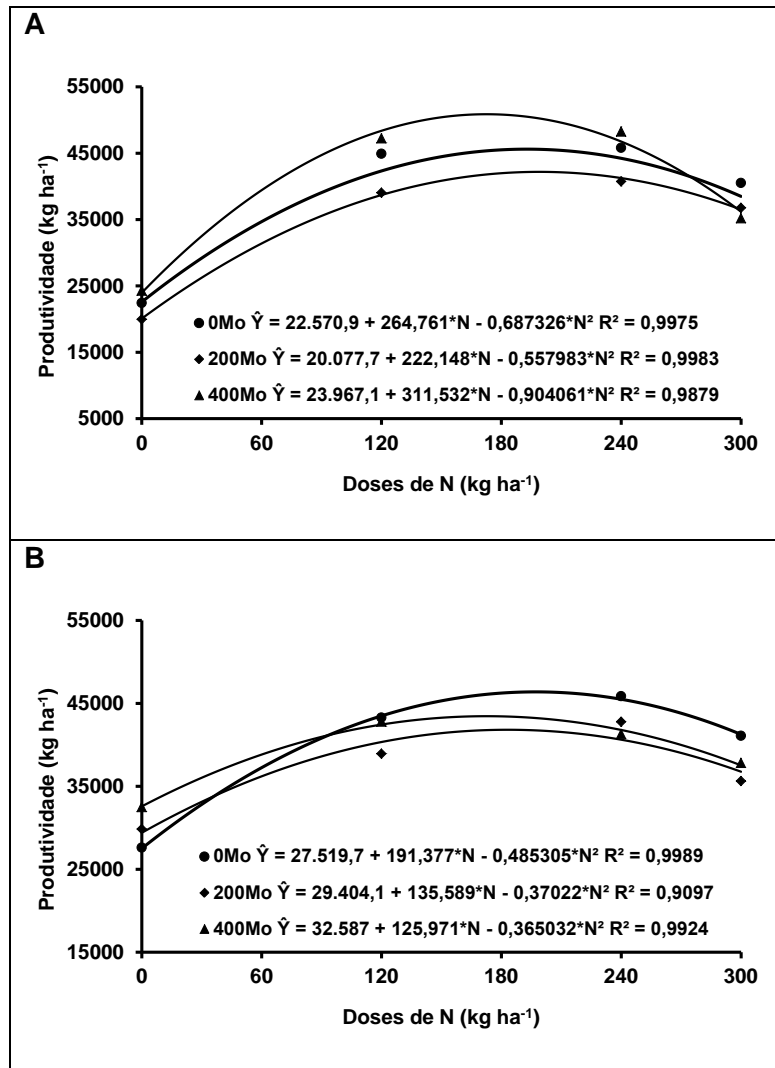 A
55000
45000
35000
25000
15000
5000
Produtividade (kg ha⁻¹)
0Mo Ŷ = 22.570,9 + 264,761*N - 0,687326*N² R² = 0,9975
200Mo Ŷ = 20.077,7 + 222,148*N - 0,557983*N² R² = 0,9983
400Mo Ŷ = 23.967,1 + 311,532*N - 0,904061*N² R² = 0,9879
0 60 120 180 240 300
Doses de N (kg ha⁻¹)
B
55000
45000
35000
25000
15000
Produtividade (kg ha⁻¹)
0Mo Ŷ = 27.519,7 + 191,377*N - 0,485305*N² R² = 0,9989
200Mo Ŷ = 29.404,1 + 135,589*N - 0,37022*N² R² = 0,9097
400Mo Ŷ = 32.587 + 125,971*N - 0,365032*N² R² = 0,9924
0 60 120 180 240 300
Doses de N (kg ha⁻¹)